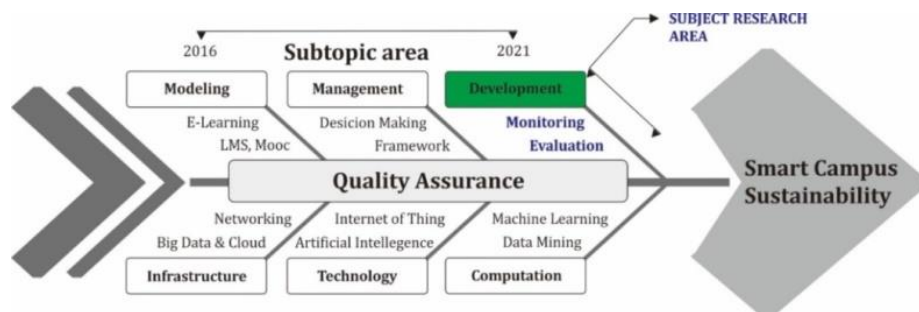 SUBJECT RESEARCH
AREA
2016
Subtopic area
2021
Modeling
Management
Development
E-Learning
LMS, Mooc
Desicion Making
Framework
Monitoring
Evaluation
Quality Assurance
Smart Campus
Sustainability
Networking
Big Data & Cloud
Internet of Thing
Artificial Intellegence
Machine Learning
Data Mining
Infrastructure
Technology
Computation